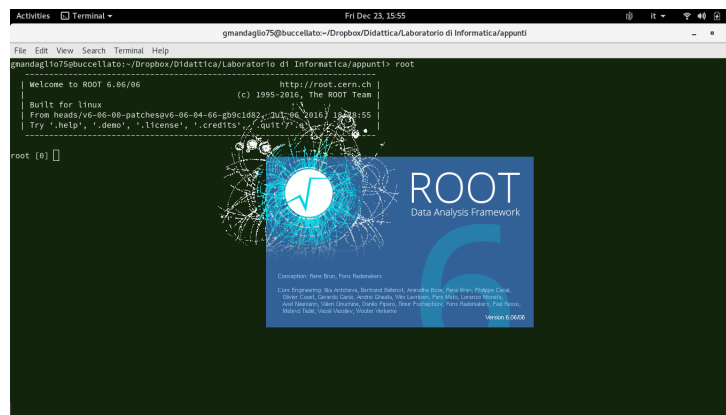 Activities Terminal Fri Dec 23, 15:55 it
gmandaglio75@buccellato:~/Dropbox/Didattica/Laboratorio di Informatica/appunti
File Edit View Search Terminal Help
gmandaglio75@buccellato:~/Dropbox/Didattica/Laboratorio di Informatica/appunti> root
| Welcome to ROOT 6.06/06 http://root.cern.ch |
| (c) 1995-2016, The ROOT Team |
| Built for linux |
| From heads/v6-06-00-patches@v6-06-04-66-gb9c1d82, Jul 06 2016, :55 |
| Try '.help', '.demo', '.license', '.credits', '.quit'/'.q' |
root [0]
ROOT
Data Analysis Framework
6
Conception: Rene Brun, Fons Rademakers
Core Engineering: Ilka Antcheva, Bertrand Bellenot, Anirudha Bose, Rene Brun, Philippe Canal,
Olivier Couet, Gerardo Ganis, Andrei Gheata, Wim Lavrijsen, Pere Mato, Lorenzo Moneta,
Axel Naumann, Valeri Onuchine, Danilo Piparo, Timur Pocheptsov, Fons Rademakers, Paul Russo,
Matevz Tadel, Vassil Vassilev, Wouter Verkerke
Version 6.06/06